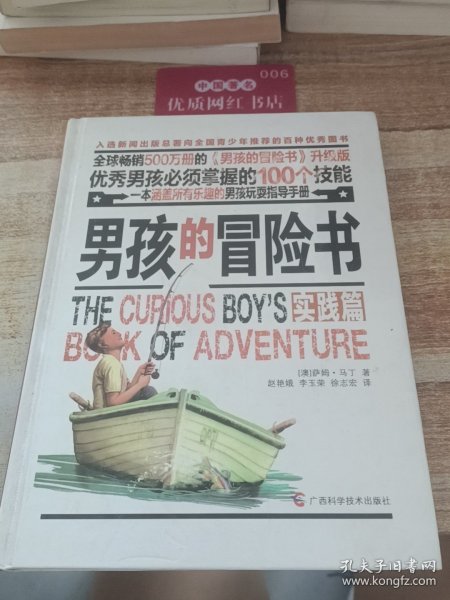 006
中国著名
优质网红书店
入选新闻出版总署向全国青少年推荐的百种优秀图书
全球畅销500万册的《男孩的冒险书》升级版
优秀男孩必须掌握的100个技能
一本涵盖所有乐趣的男孩玩耍指导手册
男孩的冒险书
THE CURIOUS BOY'S 实践篇
BOOK OF ADVENTURE
[澳]萨姆·马丁 著
赵艳娥 李玉荣 徐志宏 译
广西科学技术出版社
孔夫子旧书网
www.kongfz.com